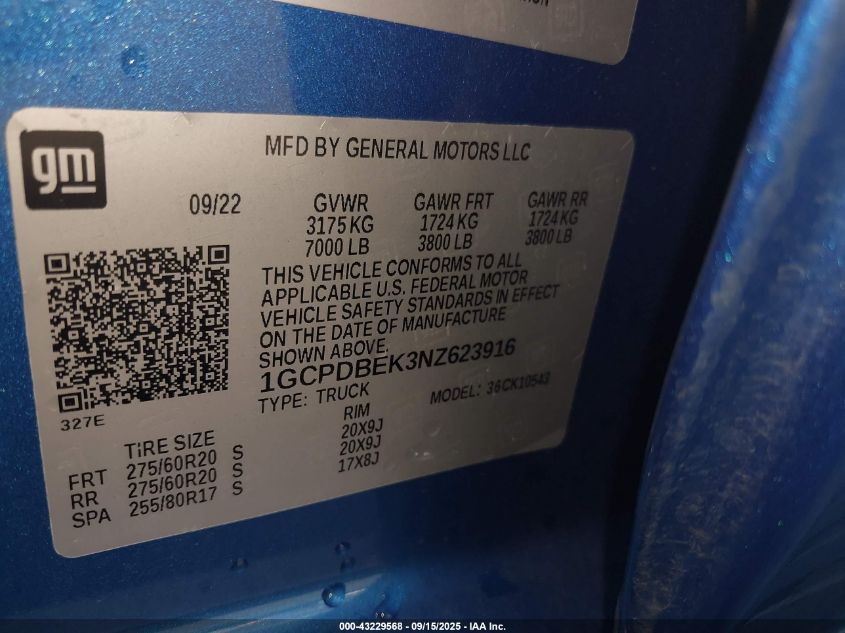 gm
MFD BY GENERAL MOTORS LLC
09/22 GVWR GAWR FRT GAWR RR
3175 KG 1724 KG 1724 KG
7000 LB 3800 LB 3800 LB
THIS VEHICLE CONFORMS TO ALL
APPLICABLE U.S. FEDERAL MOTOR
VEHICLE SAFETY STANDARDS IN EFFECT
ON THE DATE OF MANUFACTURE
SHOWN ABOVE.
1GCPDBEK3NZ623916
TYPE: TRUCK MODEL: 36CK10543
327E
TIRE SIZE RIM
FRT 275/60R20 S 20X9J
RR 275/60R20 S 20X9J
SPA 255/80R17 S 17X8J
000-43229568 - 09/15/2025 - IAA Inc.